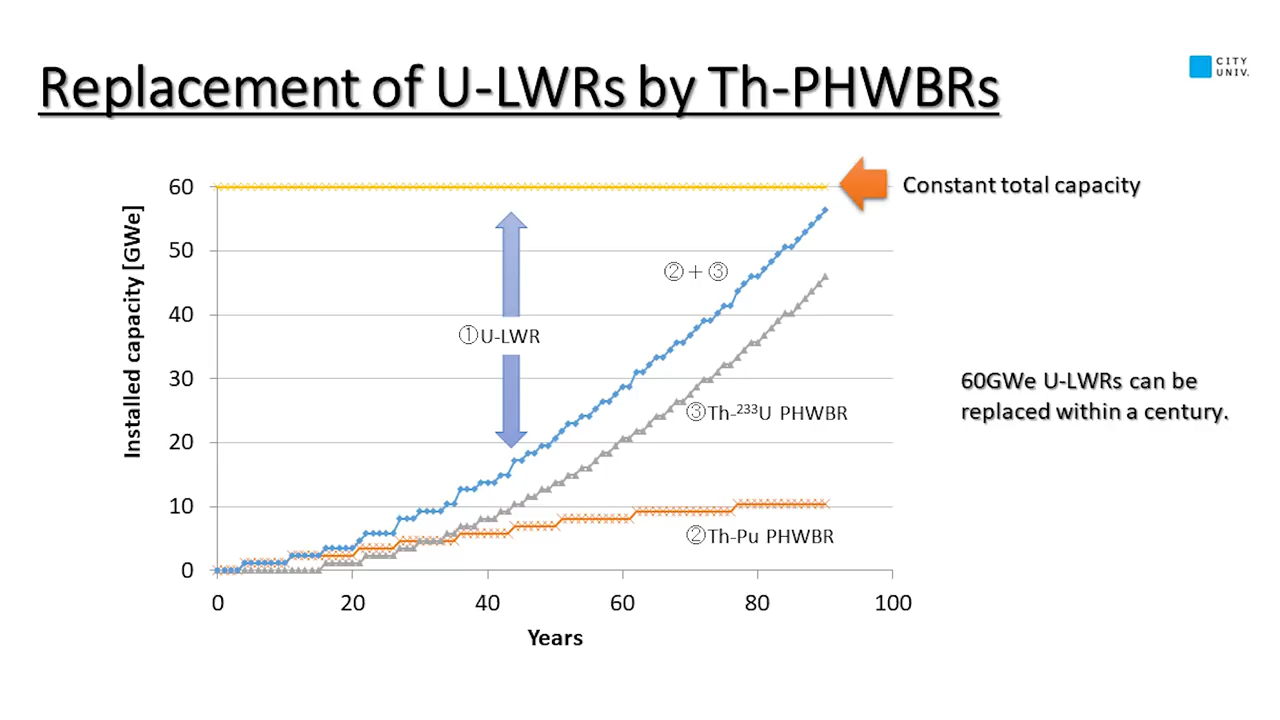 Replacement of U-LWRs by Th-PHWBRs
CITY
UNIV.
Constant total capacity
Installed capacity [GWe]
60
50
40
30
20
10
0
②+③
①U-LWR
③Th-²³³U PHWBR
②Th-Pu PHWBR
0 20 40 60 80 100
Years
60GWe U-LWRs can be
replaced within a century.